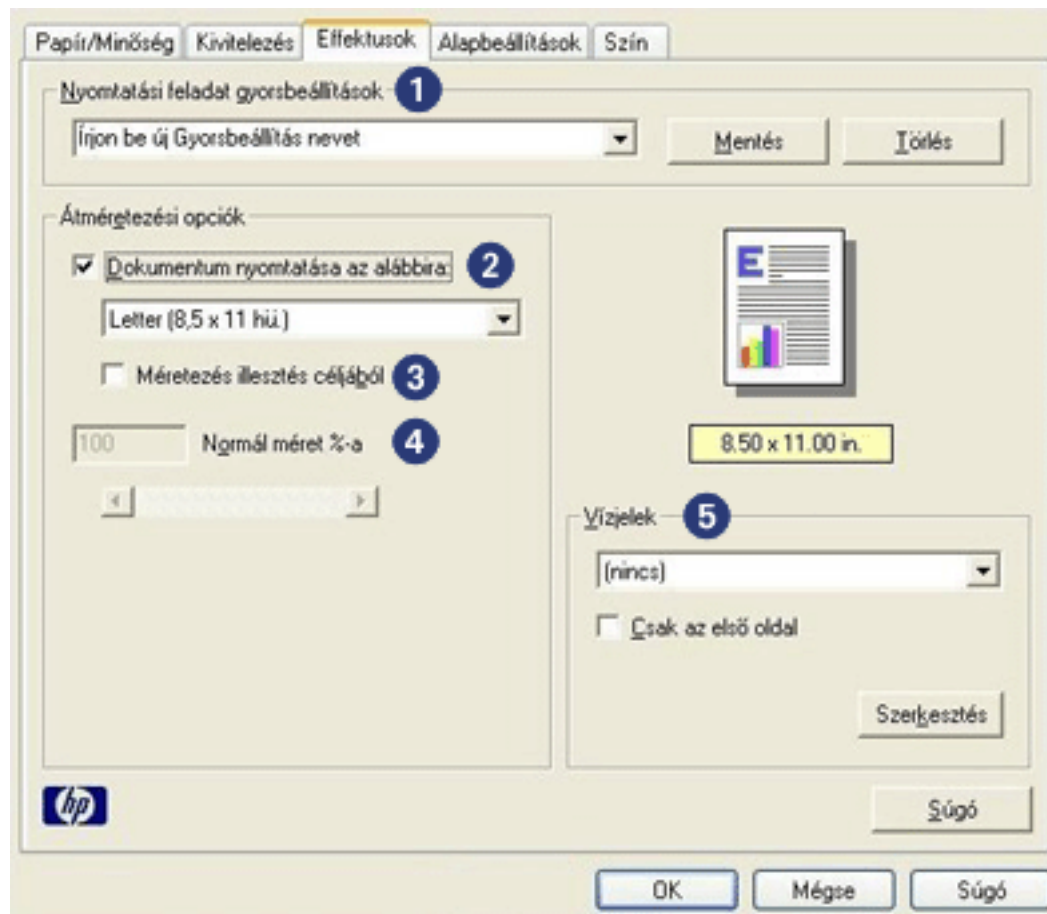 Papír/Minőség Kivitelezés Effektusok Alapbeállítások Szín
Nyomtatási feladat gyorsbeállítások 1
Írjon be új Gyorsbeállítás nevet Mentés Törlés
Átméretezési opciók
Dokumentum nyomtatása az alábbira: 2
Letter (8,5 x 11 hü.)
Méretezés illesztés céljából 3
100 Normál méret %-a 4
E
8.50 x 11.00 in.
Vízjelek 5
(nincs)
Csak az első oldal
Szerkesztés
hp
Súgó
OK Mégse Súgó